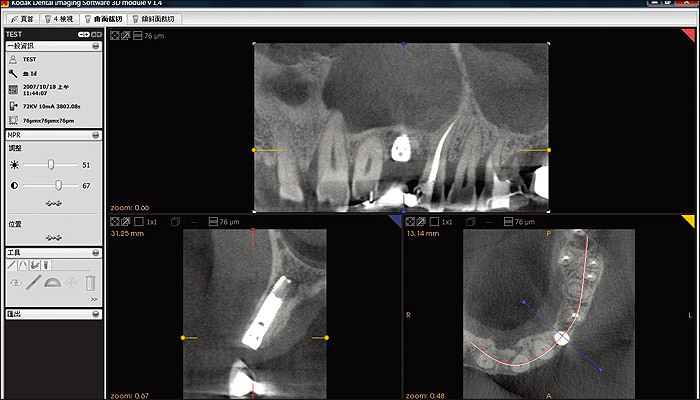 Kodak Dental Imaging Software 3D module v 1.4
頁首
4 檢視
曲面截切
傾斜面截切
TEST
一般資訊
TEST
無 Id
2007/10/18 上午
11:44:07
72KV 10mA 3802.08s
76µmx76µmx76µm
MPR
調整
51
67
位置
工具
>>
匯出
76 µm
zoom: 0.66
1x1
76 µm
31.25 mm
zoom: 0.67
1x1
76 µm
13.14 mm
P
R
L
A
zoom: 0.48